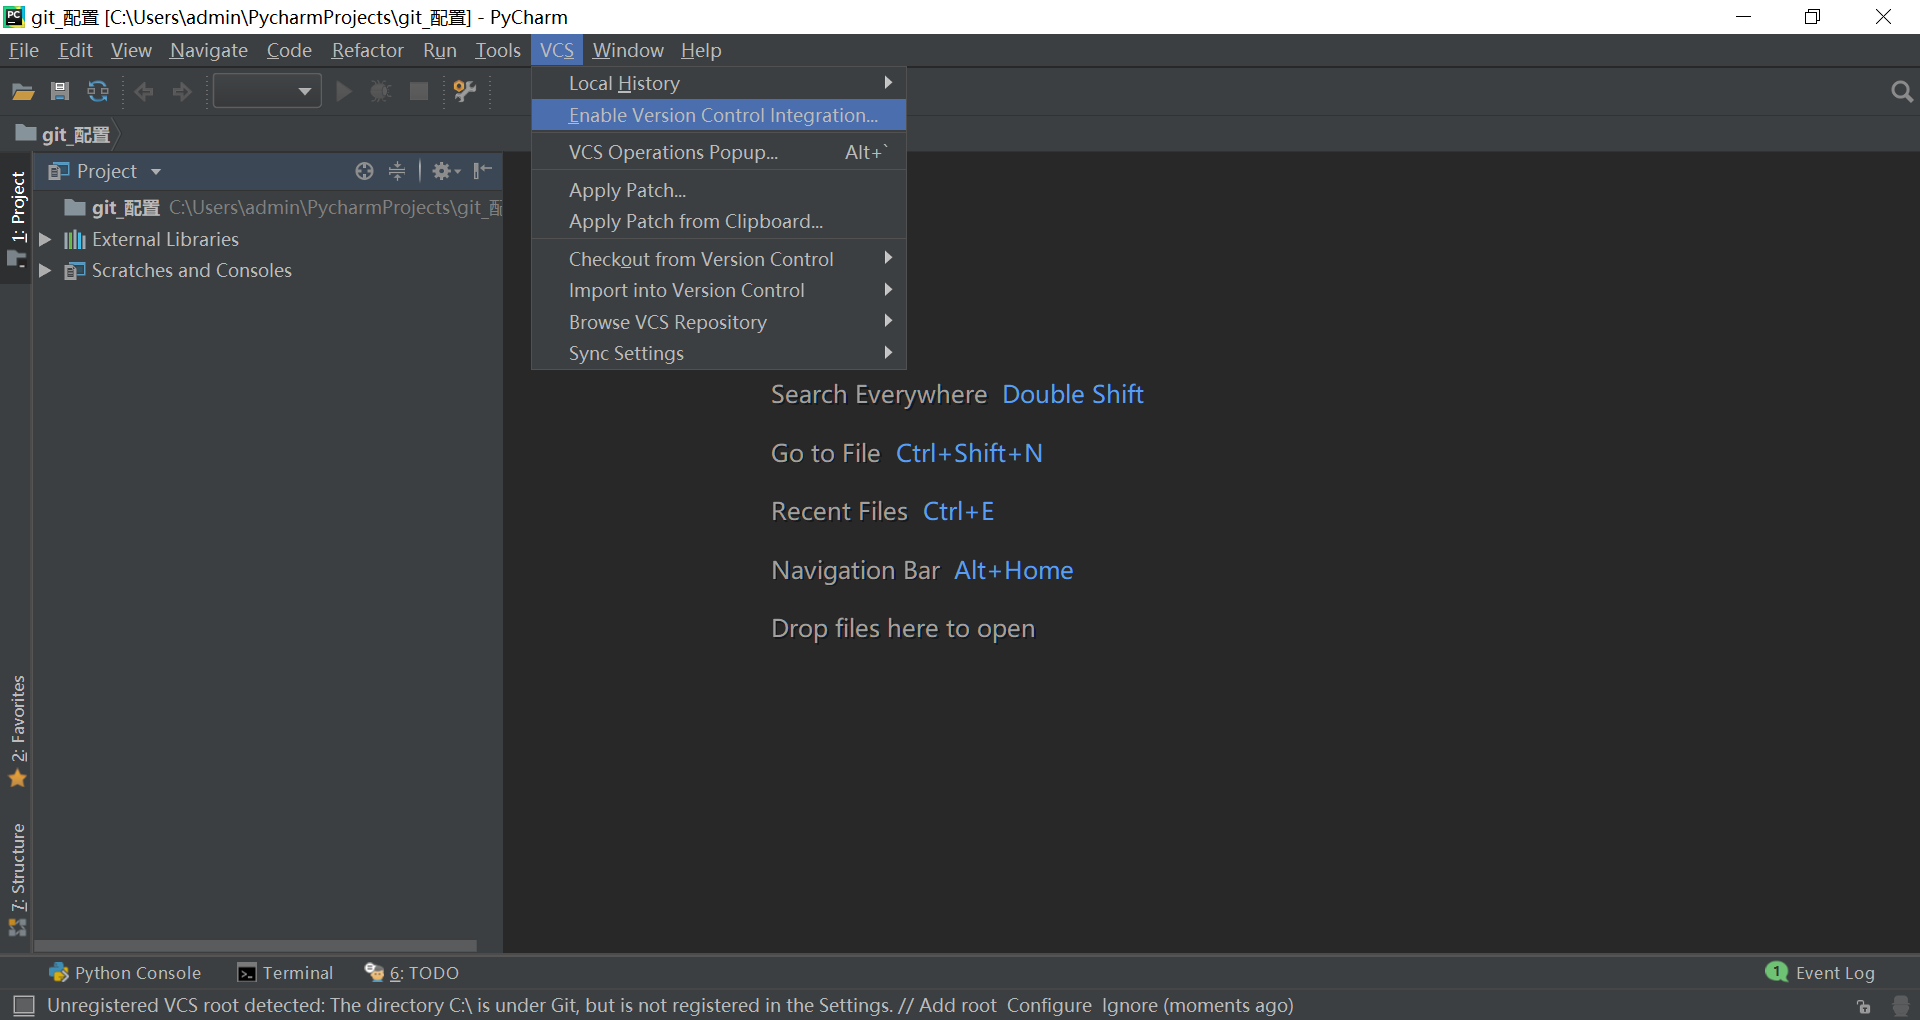 git_配置 [C:\Users\admin\PycharmProjects\git_配置] - PyCharm
File Edit View Navigate Code Refactor Run Tools VCS Window Help
Local History
Enable Version Control Integration...
VCS Operations Popup... Alt+`
Apply Patch...
Apply Patch from Clipboard...
Checkout from Version Control
Import into Version Control
Browse VCS Repository
Sync Settings
git_配置
Project
git_配置 C:\Users\admin\PycharmProjects\git_配
External Libraries
Scratches and Consoles
1: Project
2: Favorites
7: Structure
Search Everywhere Double Shift
Go to File Ctrl+Shift+N
Recent Files Ctrl+E
Navigation Bar Alt+Home
Drop files here to open
Python Console Terminal 6: TODO 1 Event Log
Unregistered VCS root detected: The directory C:\ is under Git, but is not registered in the Settings. // Add root Configure Ignore (moments ago)